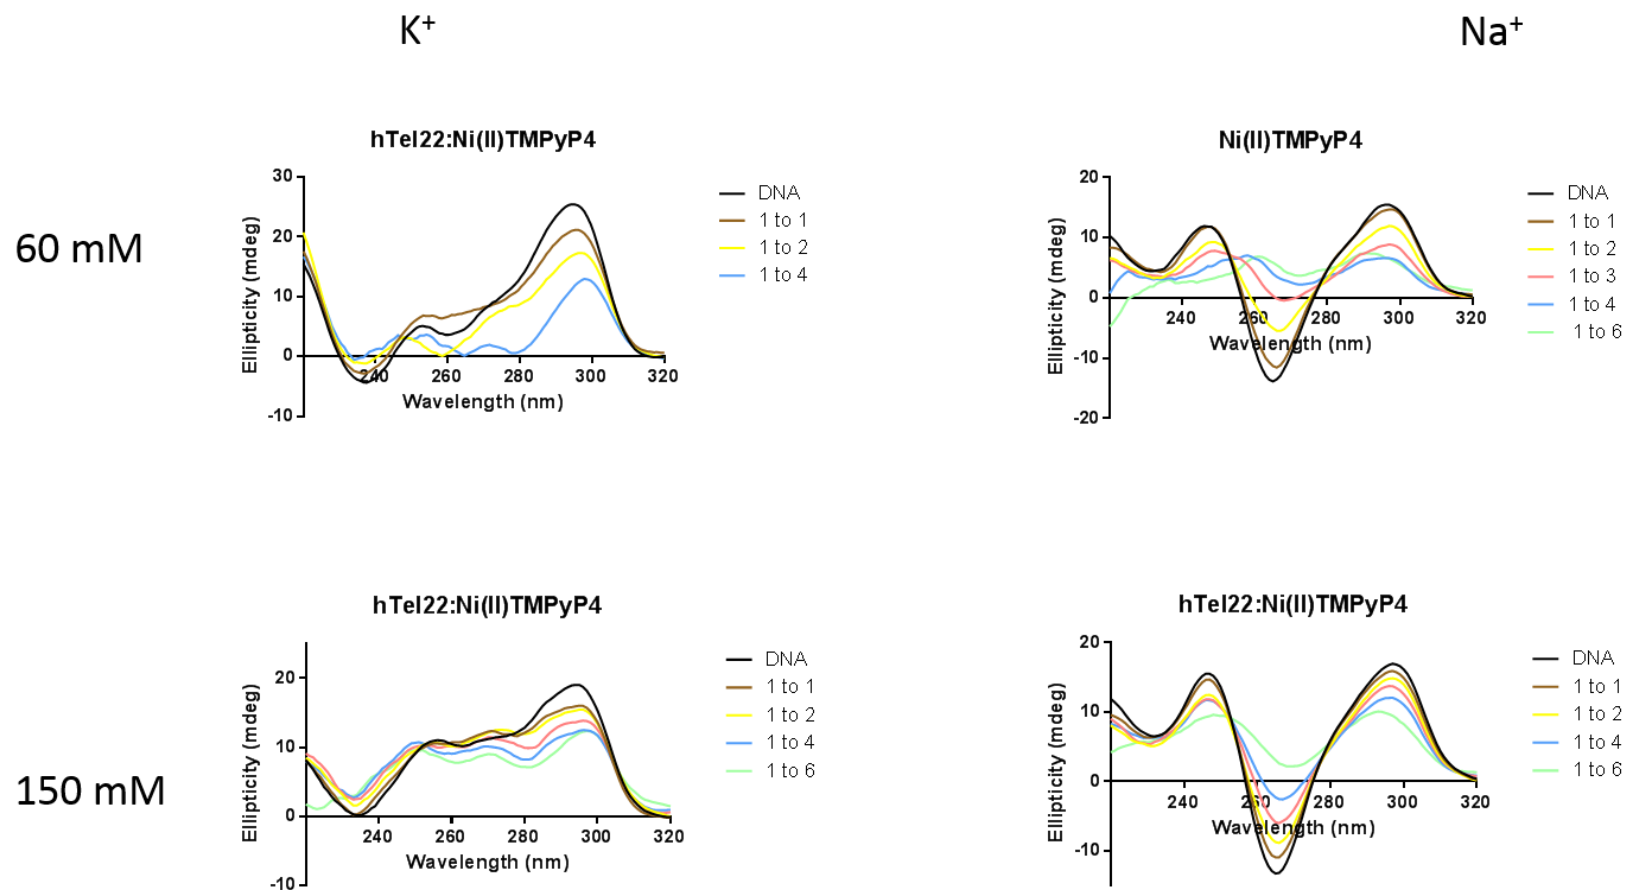 K⁺
Na⁺
60 mM
hTel22:Ni(II)TMPyP4
30
20
10
0
-10
Ellipticity (mdeg)
240
260
280
300
320
Wavelength (nm)
DNA
1 to 1
1 to 2
1 to 4
Ni(II)TMPyP4
20
10
0
-10
-20
Ellipticity (mdeg)
240
260
280
300
320
Wavelength (nm)
DNA
1 to 1
1 to 2
1 to 3
1 to 4
1 to 6
150 mM
hTel22:Ni(II)TMPyP4
20
10
0
-10
Ellipticity (mdeg)
240
260
280
300
320
Wavelength (nm)
DNA
1 to 1
1 to 2
1 to 4
1 to 6
hTel22:Ni(II)TMPyP4
20
10
0
-10
Ellipticity (mdeg)
240
260
280
300
320
Wavelength (nm)
DNA
1 to 1
1 to 2
1 to 4
1 to 6